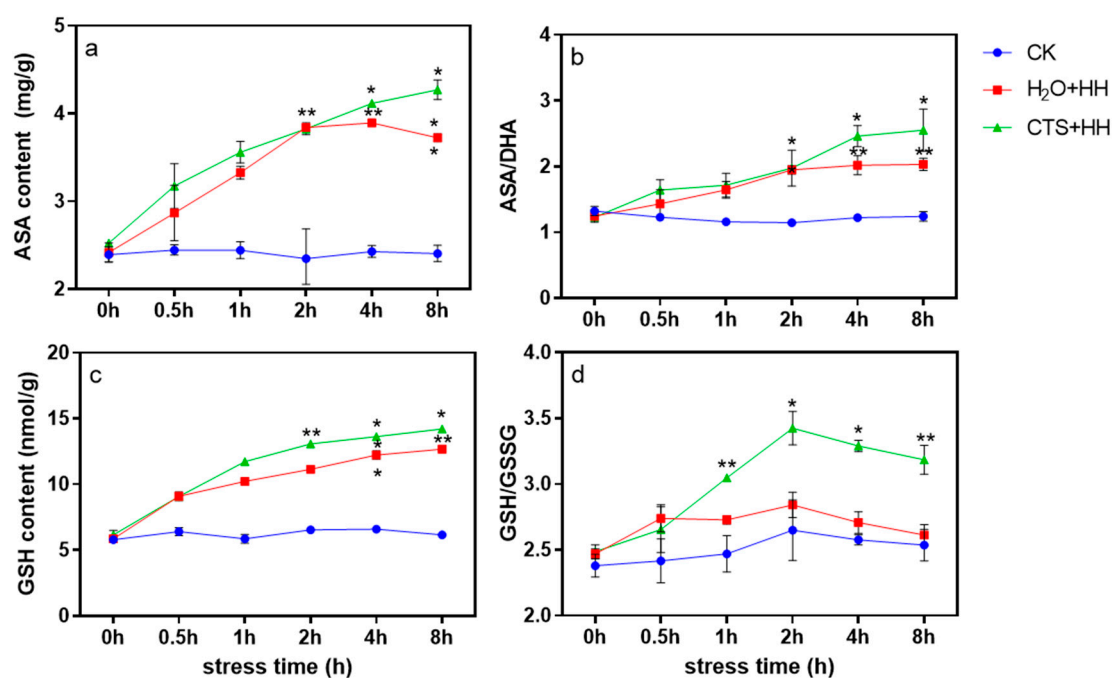 a
ASA content (mg/g)
5
4
3
2
**
*
**
*
*
*
0h 0.5h 1h 2h 4h 8h
b
ASA/DHA
4
3
2
1
0
*
*
**
*
**
0h 0.5h 1h 2h 4h 8h
CK
H₂O+HH
CTS+HH
c
GSH content (nmol/g)
20
15
10
5
0
**
*
*
*
*
**
0h 0.5h 1h 2h 4h 8h
stress time (h)
d
GSH/GSSG
4.0
3.5
3.0
2.5
2.0
**
*
*
**
0h 0.5h 1h 2h 4h 8h
stress time (h)